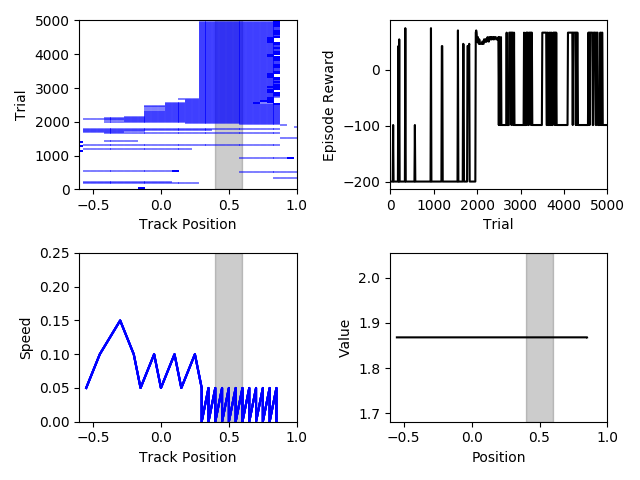 5000
4000
3000
2000
1000
0
Trial
−0.5 0.0 0.5 1.0
Track Position
0
−100
−200
Episode Reward
0 1000 2000 3000 4000 5000
Trial
0.25
0.20
0.15
0.10
0.05
0.00
Speed
−0.5 0.0 0.5 1.0
Track Position
2.0
1.9
1.8
1.7
Value
−0.5 0.0 0.5 1.0
Position